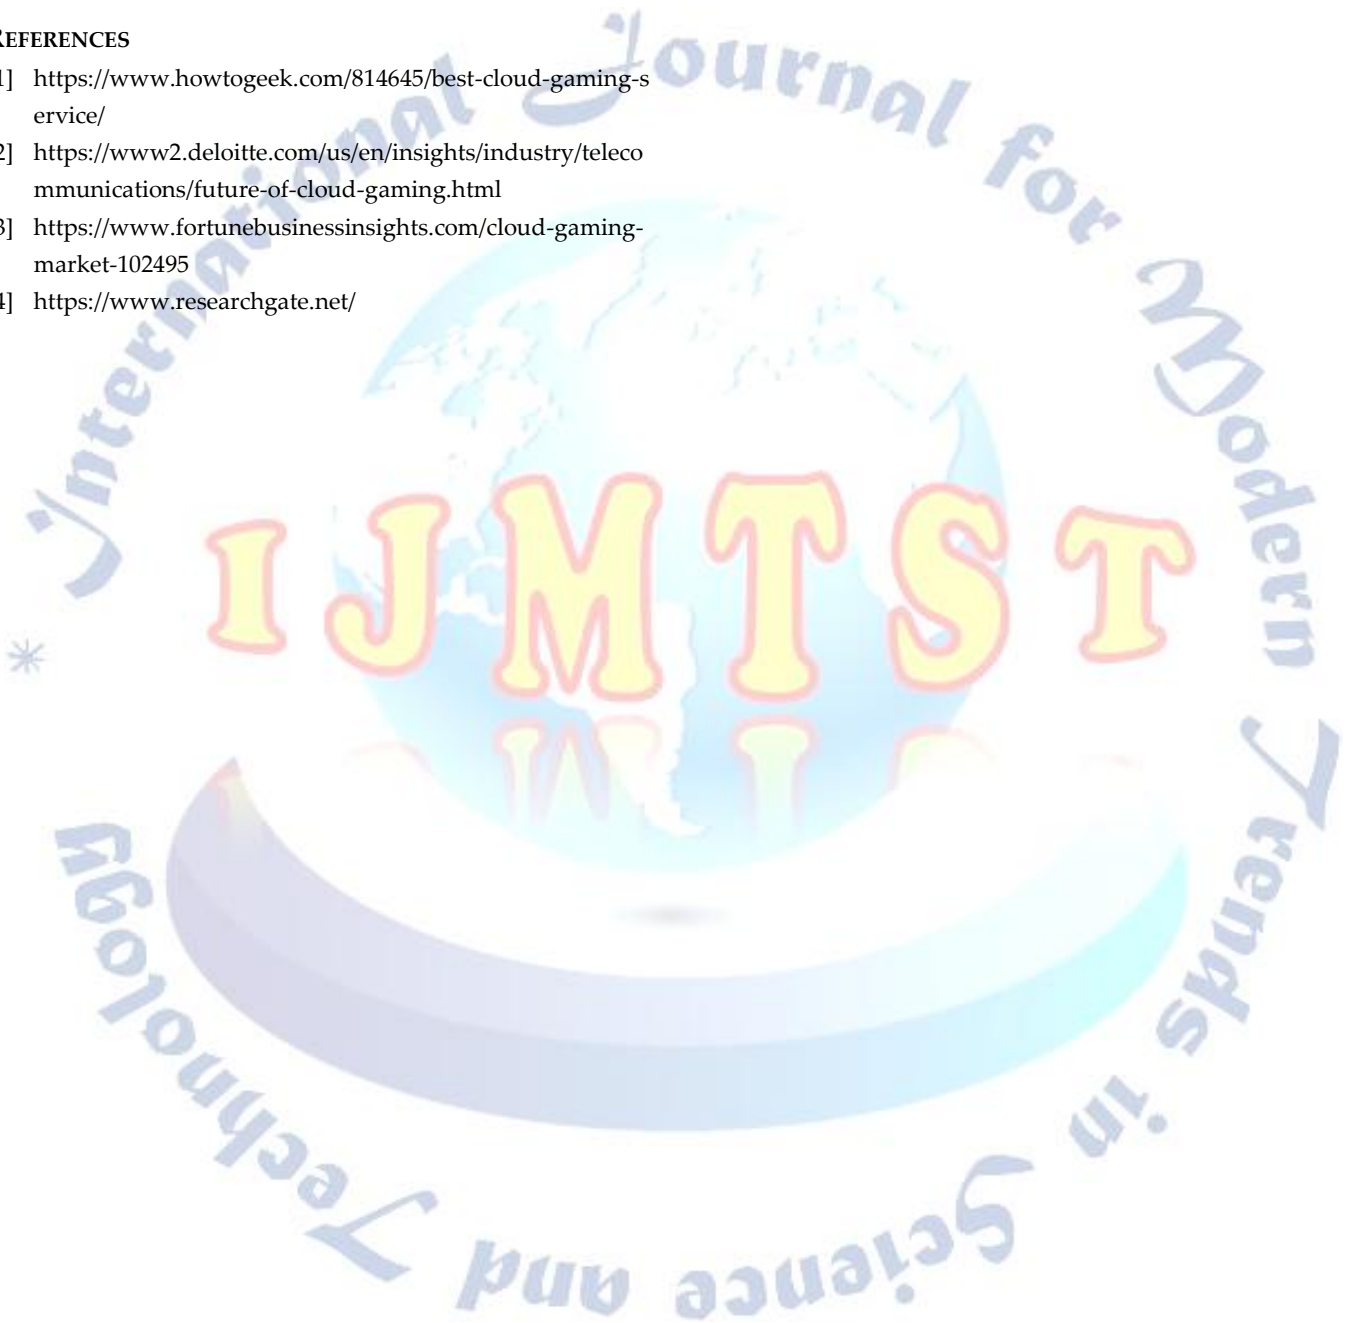 REFERENCES
1] https://www.howtogeek.com/814645/best-cloud-gaming-s
ervice/
2] https://www2.deloitte.com/us/en/insights/industry/teleco
mmunications/future-of-cloud-gaming.html
3] https://www.fortunebusinessinsights.com/cloud-gaming-
market-102495
4] https://www.researchgate.net/
International Journal for Modern Trends in Science and Technology
*
IJMTST